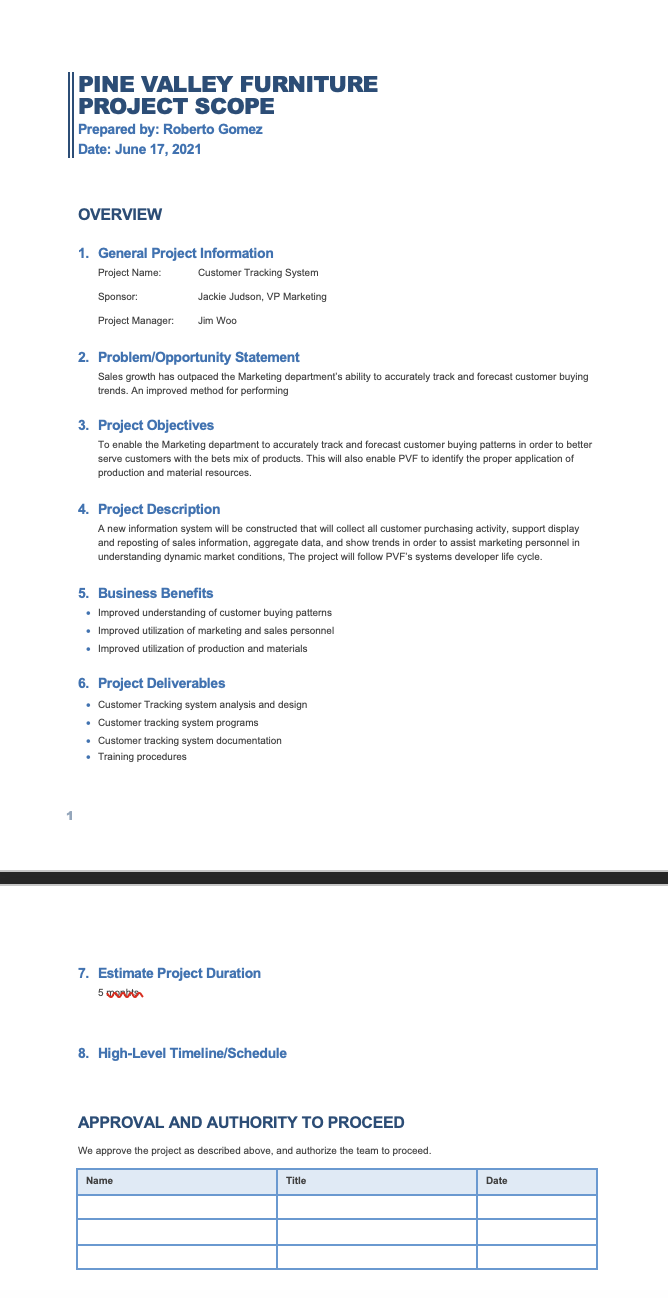 PINE VALLEY FURNITURE
PROJECT SCOPE
Prepared by: Roberto Gomez
Date: June 17, 2021
OVERVIEW
1. General Project Information
Project Name: Customer Tracking System
Sponsor: Jackie Judson, VP Marketing
Project Manager: Jim Woo
2. Problem/Opportunity Statement
Sales growth has outpaced the Marketing department's ability to accurately track and forecast customer buying
trends. An improved method for performing
3. Project Objectives
To enable the Marketing department to accurately track and forecast customer buying patterns in order to better
serve customers with the bets mix of products. This will also enable PVF to identify the proper application of
production and material resources.
4. Project Description
A new information system will be constructed that will collect all customer purchasing activity, support display
and reposting of sales information, aggregate data, and show trends in order to assist marketing personnel in
understanding dynamic market conditions, The project will follow PVF's systems developer life cycle.
5. Business Benefits
• Improved understanding of customer buying patterns
• Improved utilization of marketing and sales personnel
• Improved utilization of production and materials
6. Project Deliverables
• Customer Tracking system analysis and design
• Customer tracking system programs
• Customer tracking system documentation
• Training procedures
1
7. Estimate Project Duration
5
8. High-Level Timeline/Schedule
APPROVAL AND AUTHORITY TO PROCEED
We approve the project as described above, and authorize the team to proceed.
Name Title Date